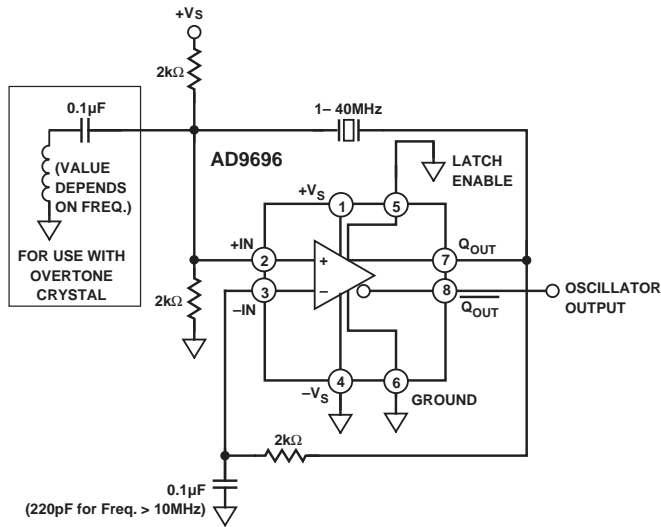 +VS
2kΩ
0.1µF
1– 40MHz
(VALUE
DEPENDS
ON FREQ.)
FOR USE WITH
OVERTONE
CRYSTAL
AD9696
LATCH
ENABLE
+VS
1
5
+IN
2
+
7
QOUT
3
–
8
QOUT
–IN
OSCILLATOR
OUTPUT
2kΩ
–VS
4
6
GROUND
2kΩ
0.1µF
(220pF for Freq. > 10MHz)